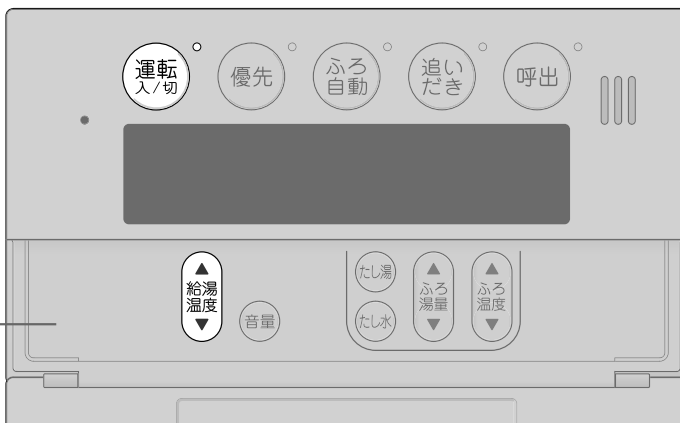 運転
入/切
優先
ふろ
自動
追い
だき
呼出
▲
給湯
温度
▼
音量
たし湯
たし水
▲
ふろ
湯量
▼
▲
ふろ
温度
▼